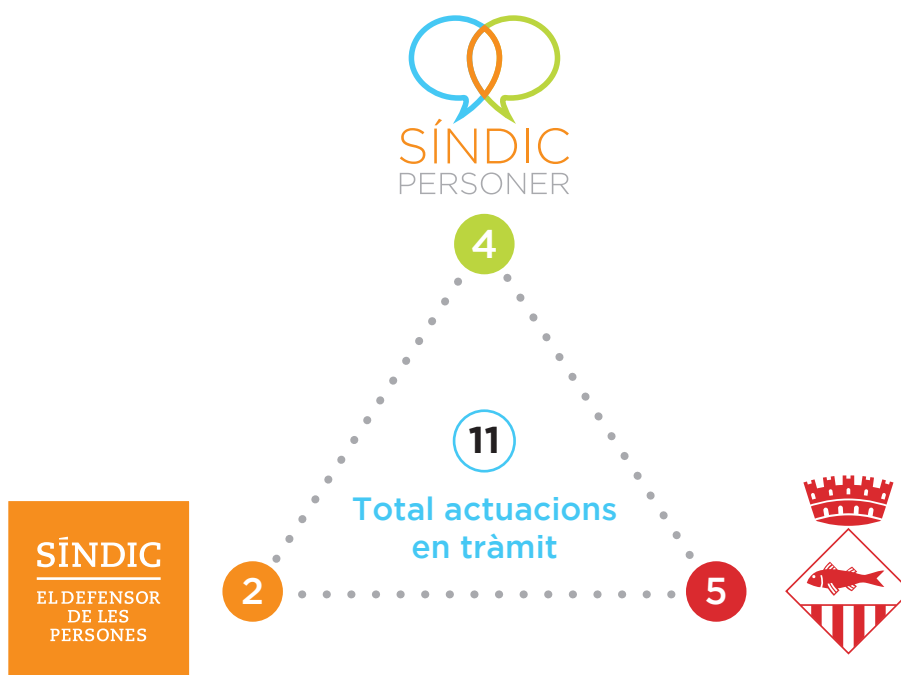 SÍNDIC
PERSONER
4
11
Total actuacions
en tràmit
SÍNDIC
EL DEFENSOR
DE LES
PERSONES
2
5